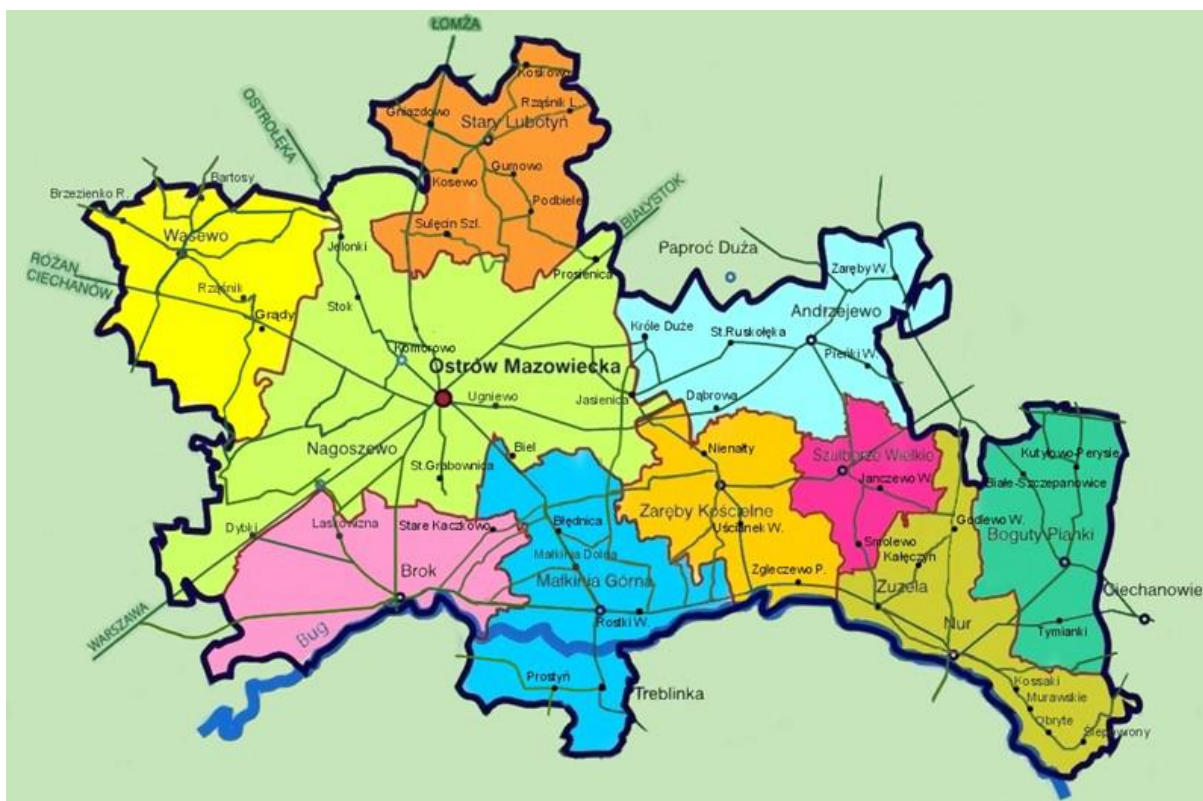 ŁOMŻA
Koskowo
Rząśnik L.
Gniazdowo
Stary Lubotyń
OSTROŁĘKA
Gumowo
Kosewo
Bartosy
Brzezienko R.
Podbiele
BIAŁYSTOK
Sulęcin Szl.
Wąsewo
Jelonki
Paproć Duża
RÓŻAN
CIECHANÓW
Prosienica
Zaręby W.
Rząśnik
Stok
Andrzejewo
Grądy
Króle Duże
St.Ruskołęka
Komorowo
Pieńki W.
Ostrów Mazowiecka
Ugniewo
Jasienica
Dąbrowa
Nagoszewo
Biel
Nienałty
Szulborze Wielkie
Kutyłowo-Perysie
St.Grabownica
Janczewo W.
Białe-Szczepanowice
Zaręby Kościelne
Dybki
Laskowizna
Stare Kaczkowo
Błędnica
Uścianek W.
Godlewo W.
Boguty Pianki
Smolewo
Małkinia Dolna
Kałęczyn
Brok
Małkinia Górna
Zgleczewo P.
Zuzela
Ciechanowie
WARSZAWA
Bug
Rostki W.
Nur
Tymianki
Prostyń
Treblinka
Kossaki
Murawskie
Obryte
Ślepowrony